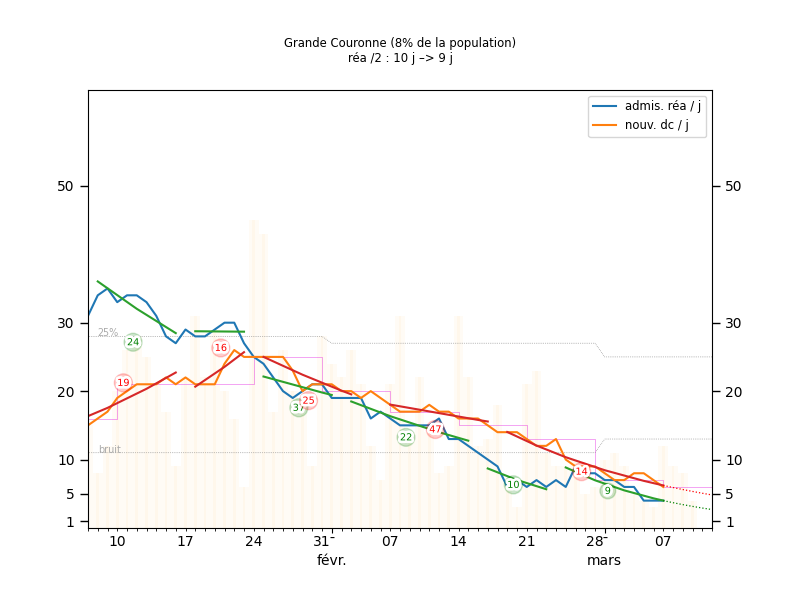 Grande Couronne (8% de la population)
réa /2 : 10 j –> 9 j
admis. réa / j
nouv. dc / j
50 50
30 30
25%
24
16
19
20 20
25
37
47
22
bruit
10 10
14
10
9
5 5
1 1
10 17 24 31 07 14 21 28 07
févr. mars